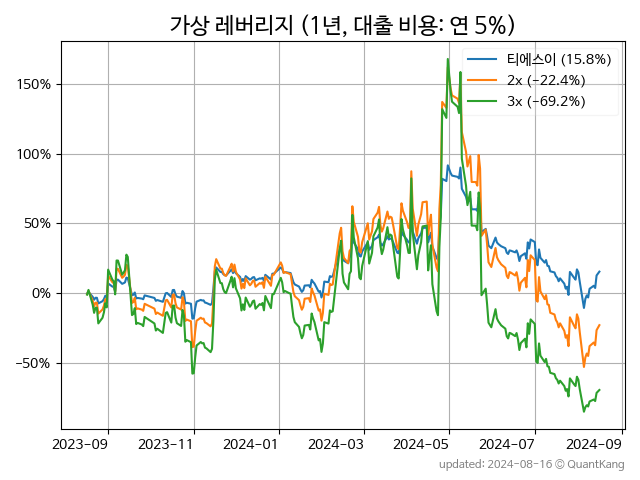 가상 레버리지 (1년, 대출 비용: 연 5%)
티에스이 (15.8%)
2x (−22.4%)
3x (−69.2%)
150%
100%
50%
0%
−50%
2023-09 2023-11 2024-01 2024-03 2024-05 2024-07 2024-09
updated: 2024-08-16 © QuantKang